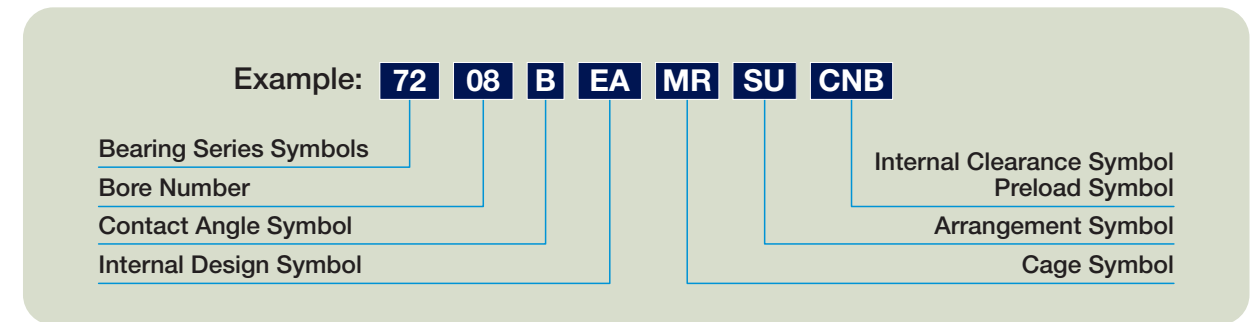 Example: 72 08 B EA MR SU CNB
Bearing Series Symbols
Bore Number
Contact Angle Symbol
Internal Design Symbol
Internal Clearance Symbol
Preload Symbol
Arrangement Symbol
Cage Symbol